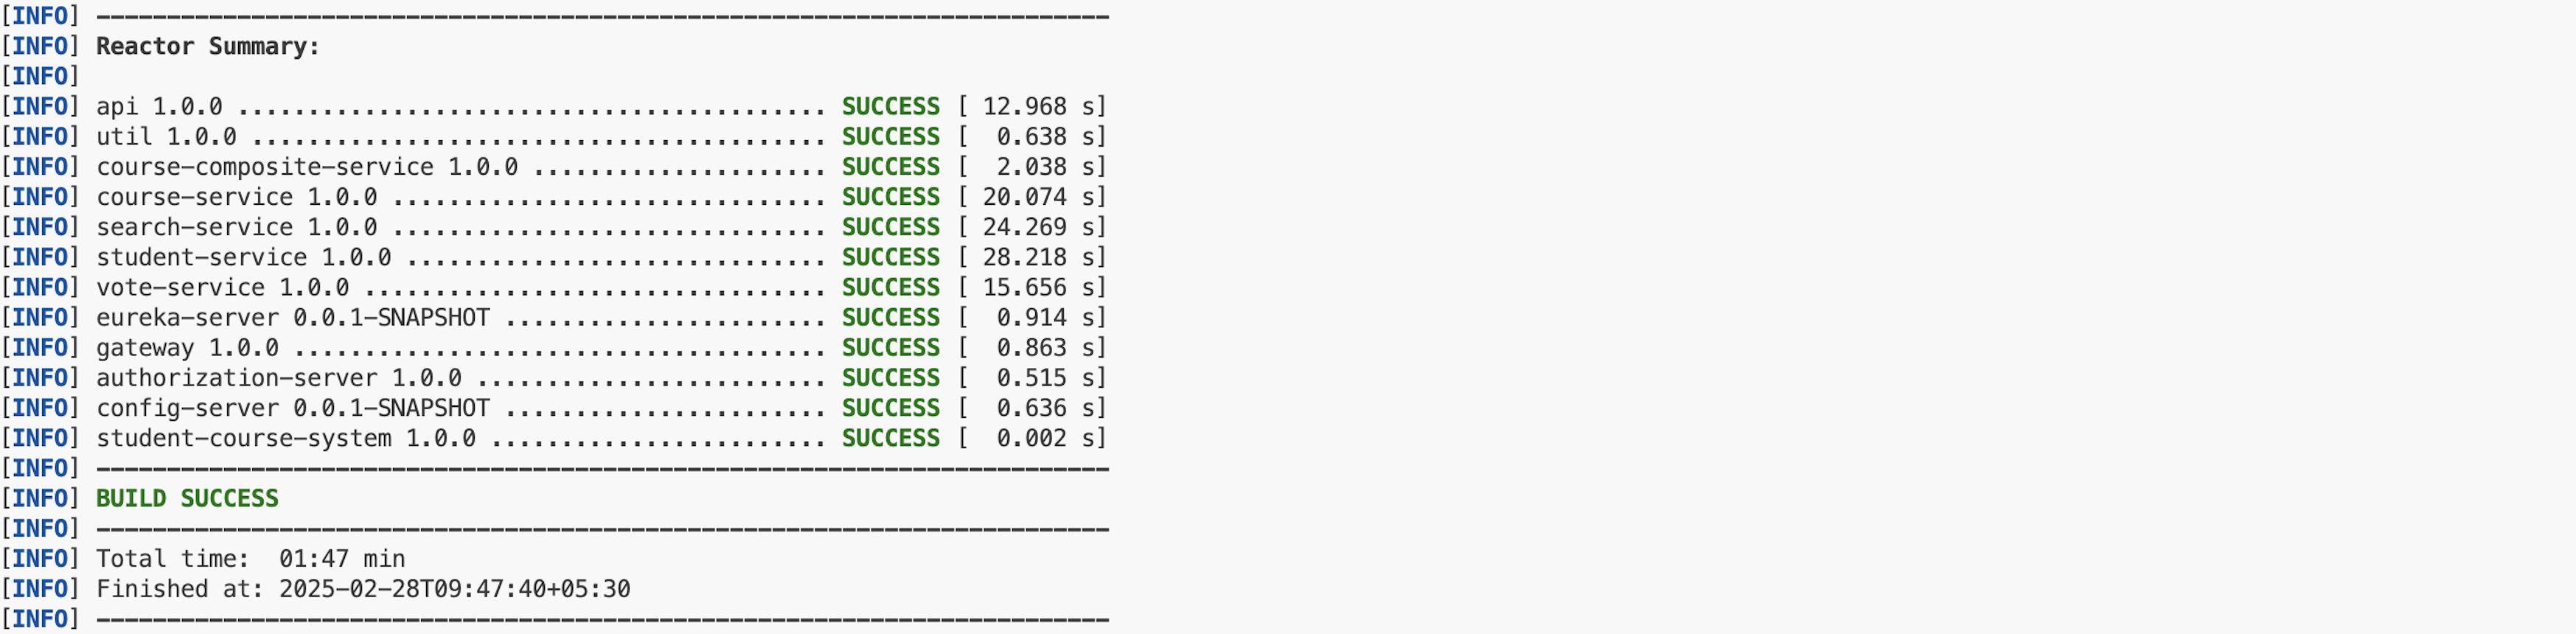 [INFO] ------------------------------------------------------------------------
[INFO] Reactor Summary:
[INFO]
[INFO] api 1.0.0 .......................................... SUCCESS [ 12.968 s]
[INFO] util 1.0.0 ......................................... SUCCESS [  0.638 s]
[INFO] course-composite-service 1.0.0 ..................... SUCCESS [  2.038 s]
[INFO] course-service 1.0.0 ............................... SUCCESS [ 20.074 s]
[INFO] search-service 1.0.0 ............................... SUCCESS [ 24.269 s]
[INFO] student-service 1.0.0 .............................. SUCCESS [ 28.218 s]
[INFO] vote-service 1.0.0 ................................. SUCCESS [ 15.656 s]
[INFO] eureka-server 0.0.1-SNAPSHOT ....................... SUCCESS [  0.914 s]
[INFO] gateway 1.0.0 ...................................... SUCCESS [  0.863 s]
[INFO] authorization-server 1.0.0 ......................... SUCCESS [  0.515 s]
[INFO] config-server 0.0.1-SNAPSHOT ....................... SUCCESS [  0.636 s]
[INFO] student-course-system 1.0.0 ........................ SUCCESS [  0.002 s]
[INFO] ------------------------------------------------------------------------
[INFO] BUILD SUCCESS
[INFO] ------------------------------------------------------------------------
[INFO] Total time:  01:47 min
[INFO] Finished at: 2025-02-28T09:47:40+05:30
[INFO] ------------------------------------------------------------------------